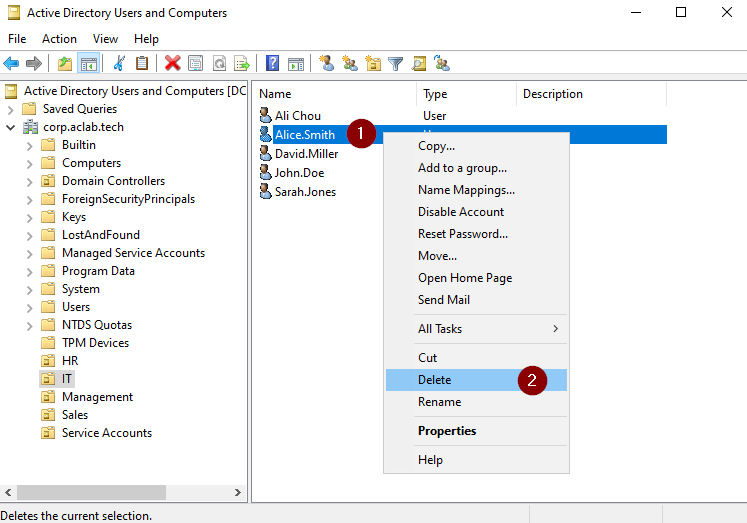 Active Directory Users and Computers
File Action View Help
Active Directory Users and Computers [DC
Saved Queries
corp.aclab.tech
Builtin
Computers
Domain Controllers
ForeignSecurityPrincipals
Keys
LostAndFound
Managed Service Accounts
Program Data
System
Users
NTDS Quotas
TPM Devices
HR
IT
Management
Sales
Service Accounts
Name Type Description
Ali Chou User
Alice.Smith 1
David.Miller
John.Doe
Sarah.Jones
Copy...
Add to a group...
Name Mappings...
Disable Account
Reset Password...
Move...
Open Home Page
Send Mail
All Tasks
Cut
Delete 2
Rename
Properties
Help
Deletes the current selection.